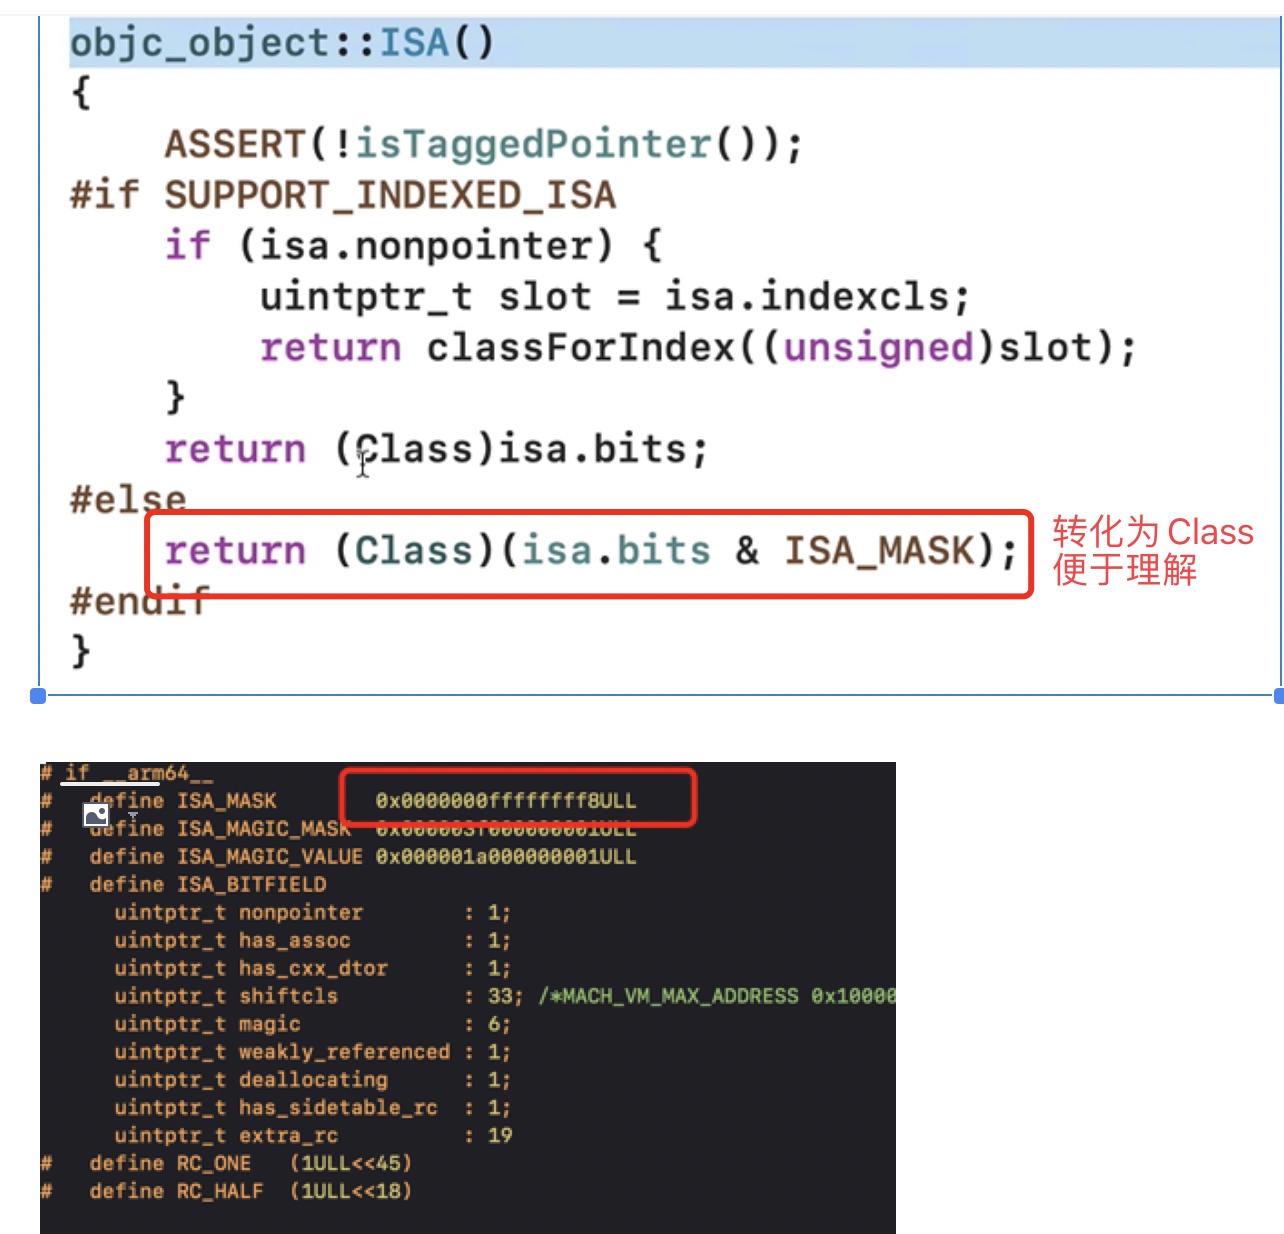 objc_object::ISA()
{
ASSERT(!isTaggedPointer());
#if SUPPORT_INDEXED_ISA
if (isa.nonpointer) {
uintptr_t slot = isa.indexcls;
return classForIndex((unsigned)slot);
}
return (Class)isa.bits;
#else
return (Class)(isa.bits & ISA_MASK);
转化为 Class
便于理解
#endif
}
# if __arm64__
# define ISA_MASK 0x0000000ffffffff8ULL
# define ISA_MAGIC_MASK 0x000003f000000001ULL
# define ISA_MAGIC_VALUE 0x000001a000000001ULL
# define ISA_BITFIELD
uintptr_t nonpointer : 1;
uintptr_t has_assoc : 1;
uintptr_t has_cxx_dtor : 1;
uintptr_t shiftcls : 33; /*MACH_VM_MAX_ADDRESS 0x10000
uintptr_t magic : 6;
uintptr_t weakly_referenced : 1;
uintptr_t deallocating : 1;
uintptr_t has_sidetable_rc : 1;
uintptr_t extra_rc : 19
# define RC_ONE (1ULL<<45)
# define RC_HALF (1ULL<<18)